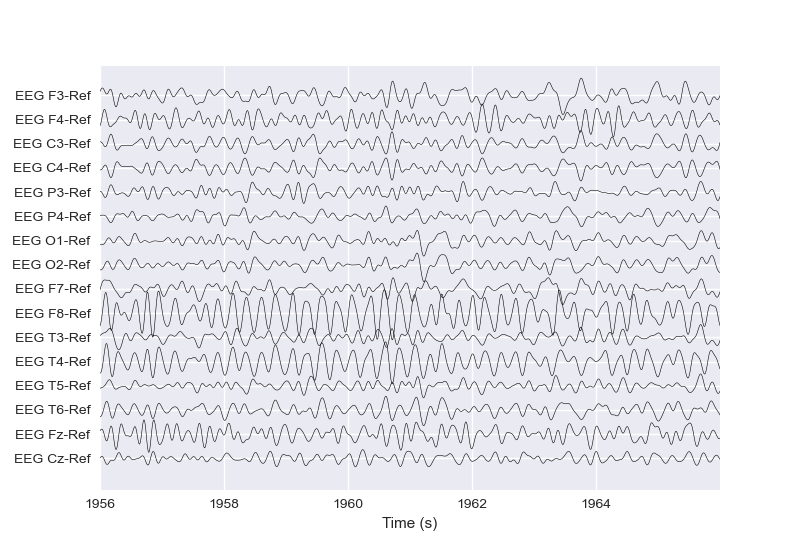 EEG F3-Ref
EEG F4-Ref
EEG C3-Ref
EEG C4-Ref
EEG P3-Ref
EEG P4-Ref
EEG O1-Ref
EEG O2-Ref
EEG F7-Ref
EEG F8-Ref
EEG T3-Ref
EEG T4-Ref
EEG T5-Ref
EEG T6-Ref
EEG Fz-Ref
EEG Cz-Ref
1956 1958 1960 1962 1964
Time (s)